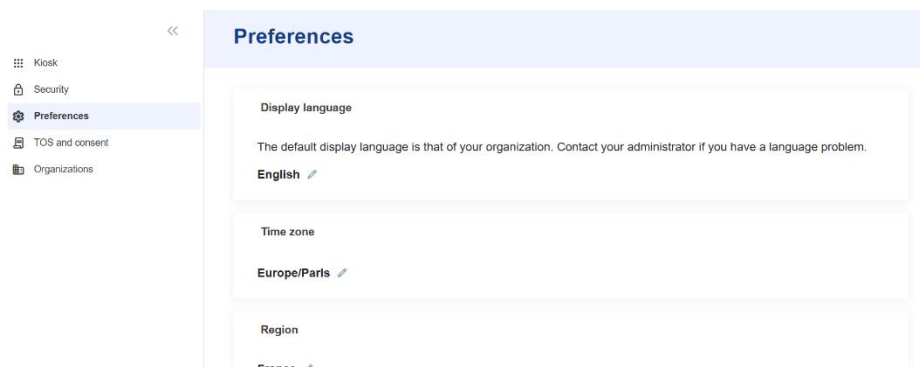 Preferences
Kiosk
Security
Preferences
TOS and consent
Organizations
Display language
The default display language is that of your organization. Contact your administrator if you have a language problem.
English
Time zone
Europe/Paris
Region